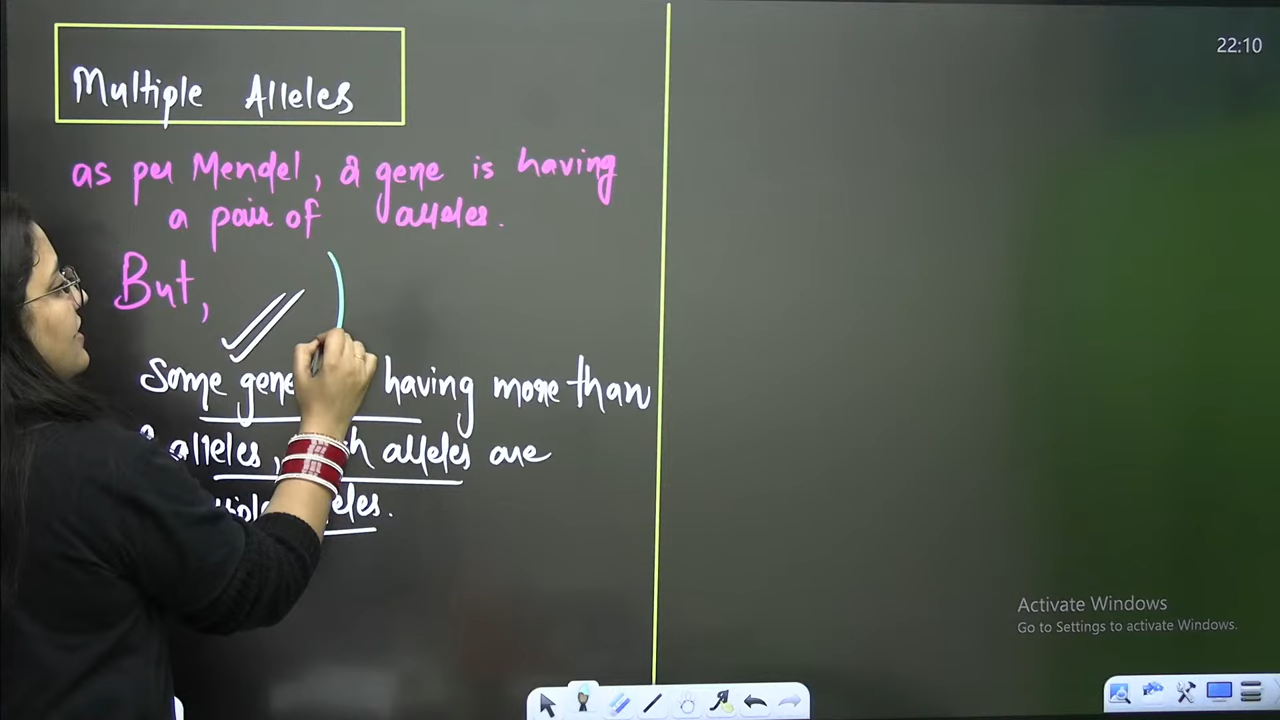 Multiple Alleles
22:10
as per Mendel, a gene is having
a pair of alleles.
But,
Some gene having more than
alleles, alleles are
Activate Windows
Go to Settings to activate Windows.